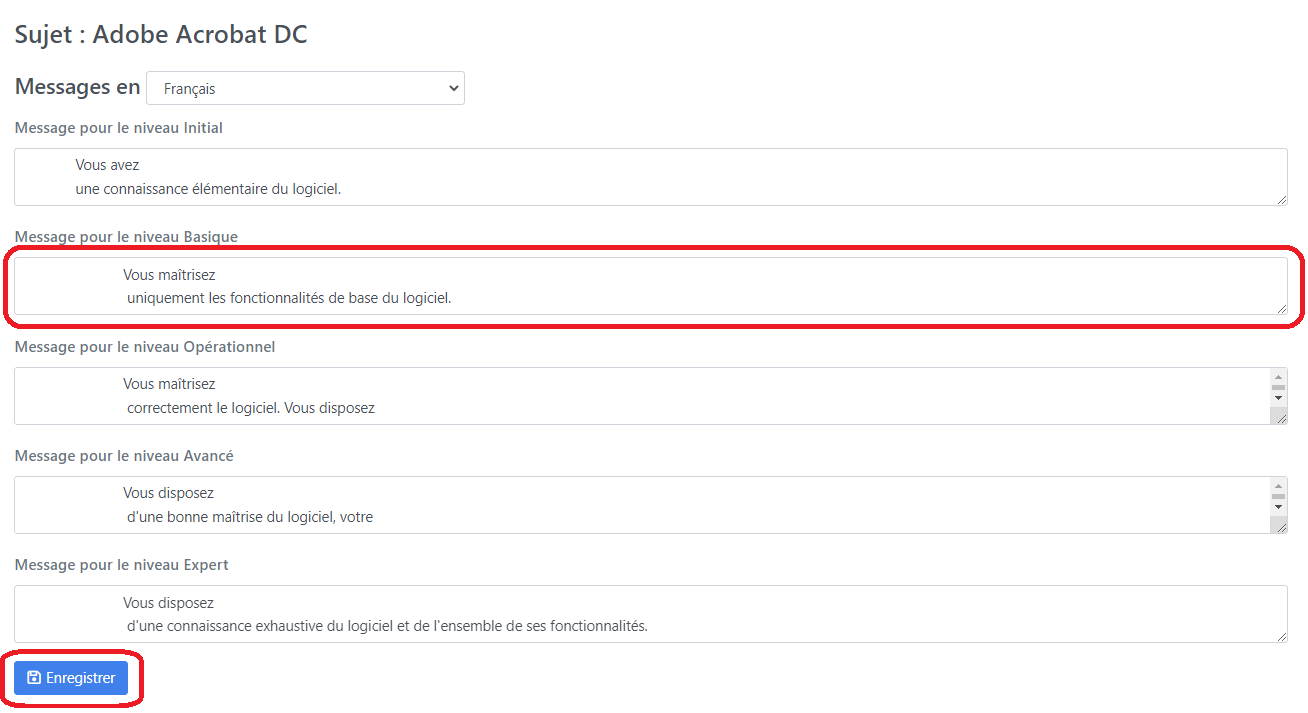 Sujet : Adobe Acrobat DC
Messages en Français
Message pour le niveau Initial
Vous avez
une connaissance élémentaire du logiciel.
Message pour le niveau Basique
Vous maîtrisez
uniquement les fonctionnalités de base du logiciel.
Message pour le niveau Opérationnel
Vous maîtrisez
correctement le logiciel. Vous disposez
Message pour le niveau Avancé
Vous disposez
d'une bonne maîtrise du logiciel, votre
Message pour le niveau Expert
Vous disposez
d'une connaissance exhaustive du logiciel et de l'ensemble de ses fonctionnalités.
Enregistrer